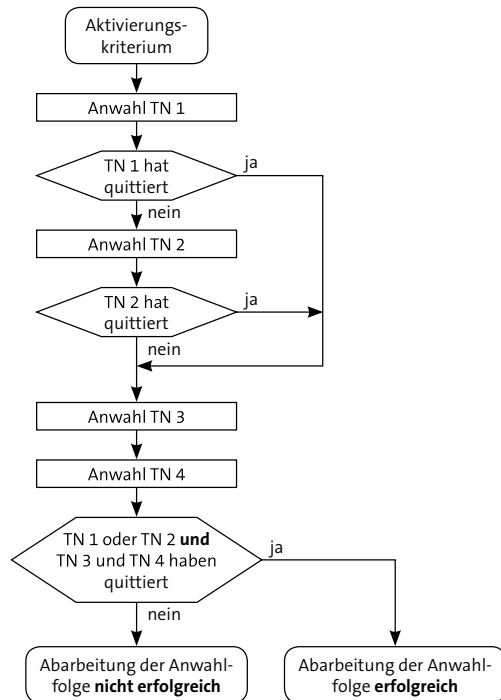 Aktivierungs-
kriterium
Anwahl TN 1
TN 1 hat
quittiert
ja
nein
Anwahl TN 2
TN 2 hat
quittiert
ja
nein
Anwahl TN 3
Anwahl TN 4
TN 1 oder TN 2 und
TN 3 und TN 4 haben
quittiert
ja
nein
Abarbeitung der Anwahl-
folge nicht erfolgreich
Abarbeitung der Anwahl-
folge erfolgreich